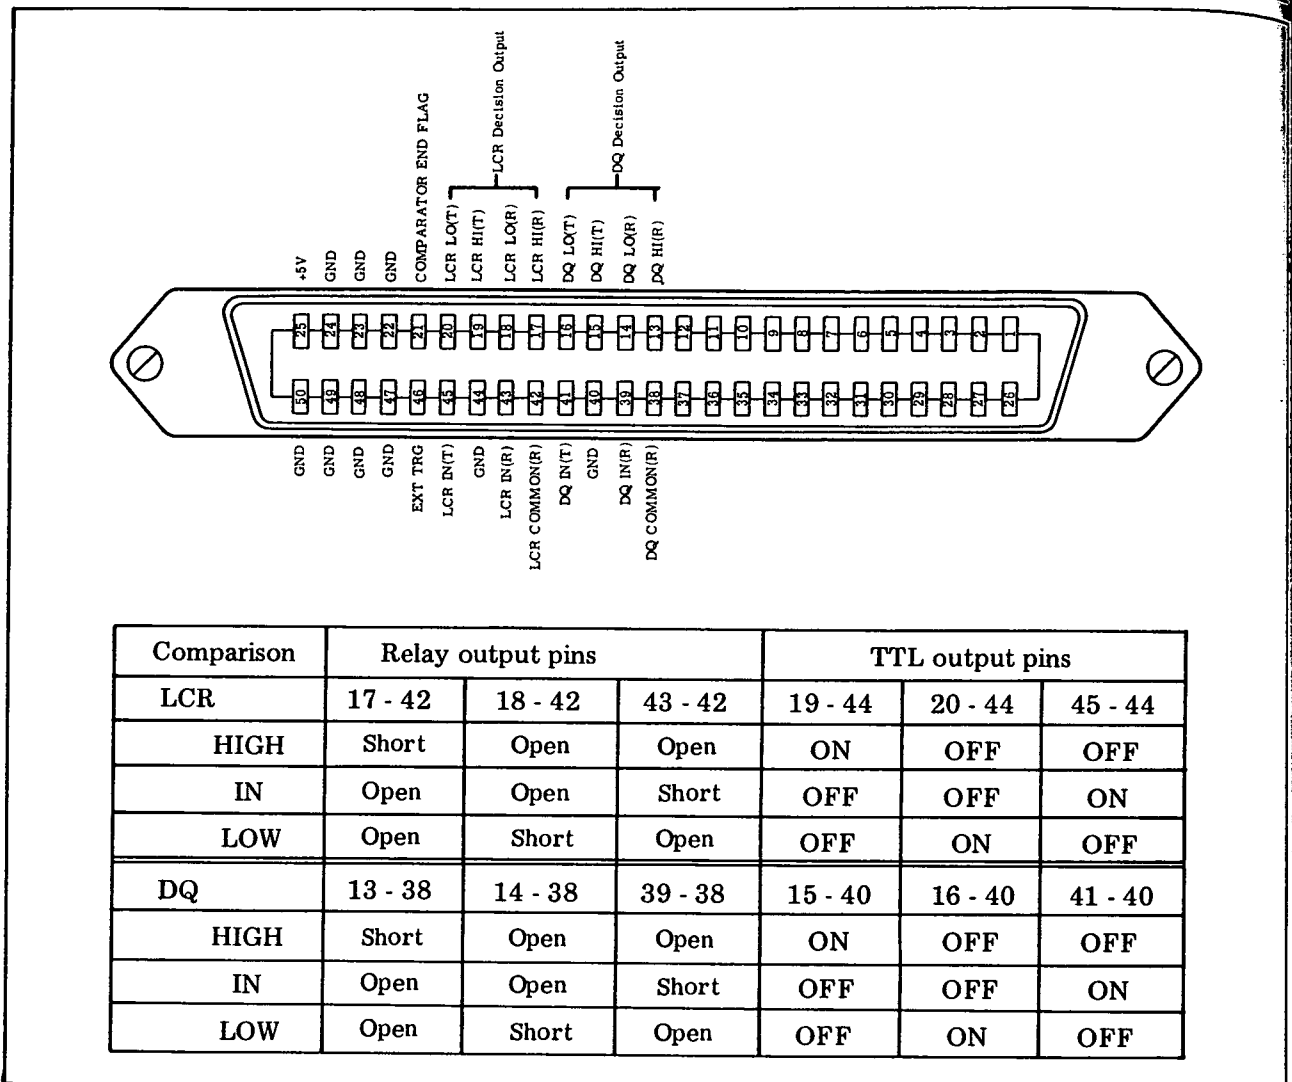 +5V
GND
GND
GND
COMPARATOR END FLAG
LCR LO(T)
LCR HI(T)
LCR LO(R)
LCR HI(R)
LCR Decision Output
DQ LO(T)
DQ HI(T)
DQ LO(R)
DQ HI(R)
DQ Decision Output
25 24 23 22 21 20 19 18 17 16 15 14 13 12 11 10 9 8 7 6 5 4 3 2 1
50 49 48 47 46 45 44 43 42 41 40 39 38 37 36 35 34 33 32 31 30 29 28 27 26
GND
GND
GND
GND
EXT TRG
LCR IN(T)
GND
LCR IN(R)
LCR COMMON(R)
DQ IN(T)
GND
DQ IN(R)
DQ COMMON(R)
Comparison Relay output pins TTL output pins
LCR 17 - 42 18 - 42 43 - 42 19 - 44 20 - 44 45 - 44
HIGH Short Open Open ON OFF OFF
IN Open Open Short OFF OFF ON
LOW Open Short Open OFF ON OFF
DQ 13 - 38 14 - 38 39 - 38 15 - 40 16 - 40 41 - 40
HIGH Short Open Open ON OFF OFF
IN Open Open Short OFF OFF ON
LOW Open Short Open OFF ON OFF